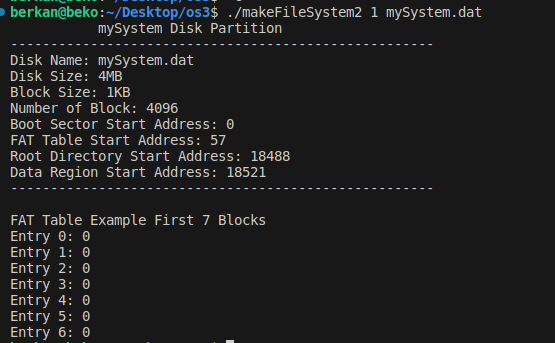 berkan@beko:~/Desktop/os3$ ./makeFileSystem2 1 mySystem.dat
mySystem Disk Partition
-----------------------------------------------------
Disk Name: mySystem.dat
Disk Size: 4MB
Block Size: 1KB
Number of Block: 4096
Boot Sector Start Address: 0
FAT Table Start Address: 57
Root Directory Start Address: 18488
Data Region Start Address: 18521
-----------------------------------------------------
FAT Table Example First 7 Blocks
Entry 0: 0
Entry 1: 0
Entry 2: 0
Entry 3: 0
Entry 4: 0
Entry 5: 0
Entry 6: 0